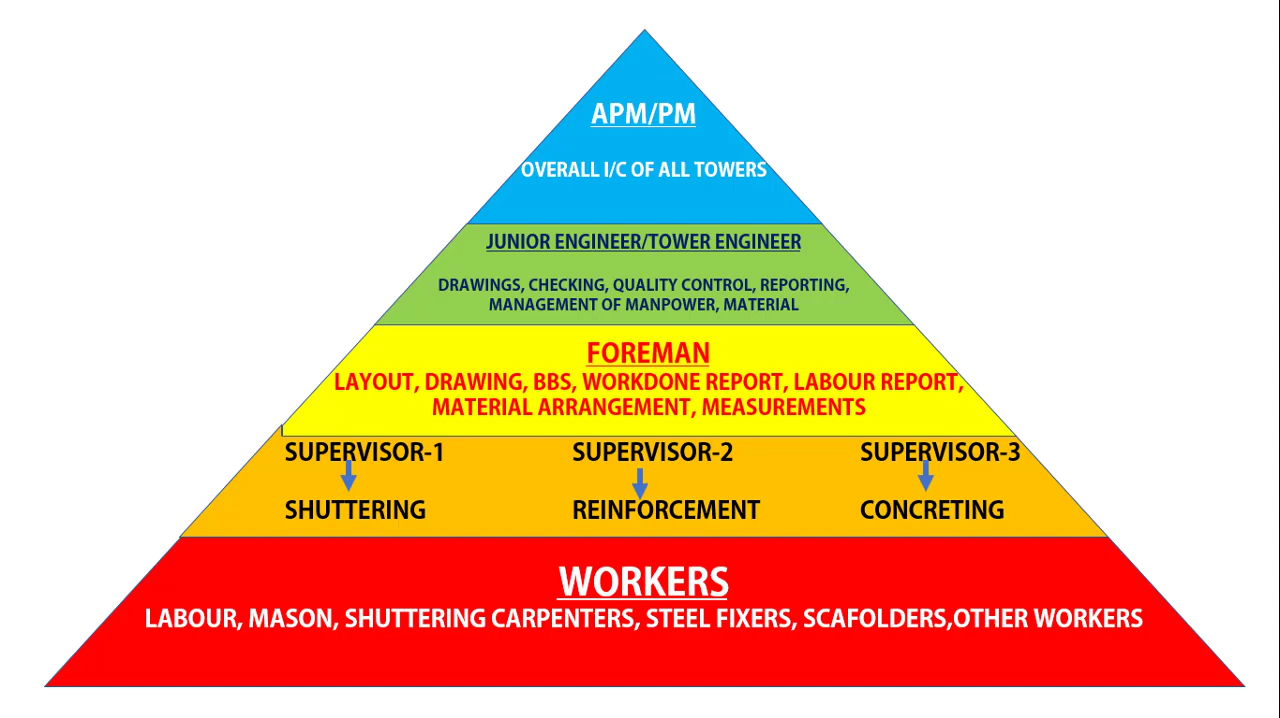 APM/PM
OVERALL I/C OF ALL TOWERS
JUNIOR ENGINEER/TOWER ENGINEER
DRAWINGS, CHECKING, QUALITY CONTROL, REPORTING,
MANAGEMENT OF MANPOWER, MATERIAL
FOREMAN
LAYOUT, DRAWING, BBS, WORKDONE REPORT, LABOUR REPORT,
MATERIAL ARRANGEMENT, MEASUREMENTS
SUPERVISOR-1 SUPERVISOR-2 SUPERVISOR-3
SHUTTERING REINFORCEMENT CONCRETING
WORKERS
LABOUR, MASON, SHUTTERING CARPENTERS, STEEL FIXERS, SCAFOLDERS,OTHER WORKERS